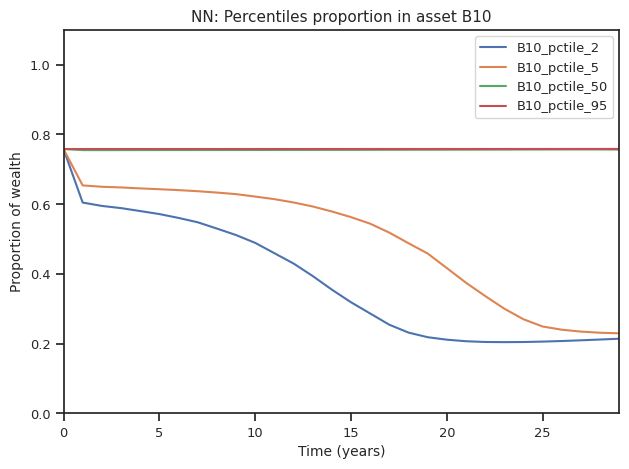 NN: Percentiles proportion in asset B10
B10_pctile_2
B10_pctile_5
B10_pctile_50
B10_pctile_95
Proportion of wealth
1.0
0.8
0.6
0.4
0.2
0.0
0 5 10 15 20 25
Time (years)